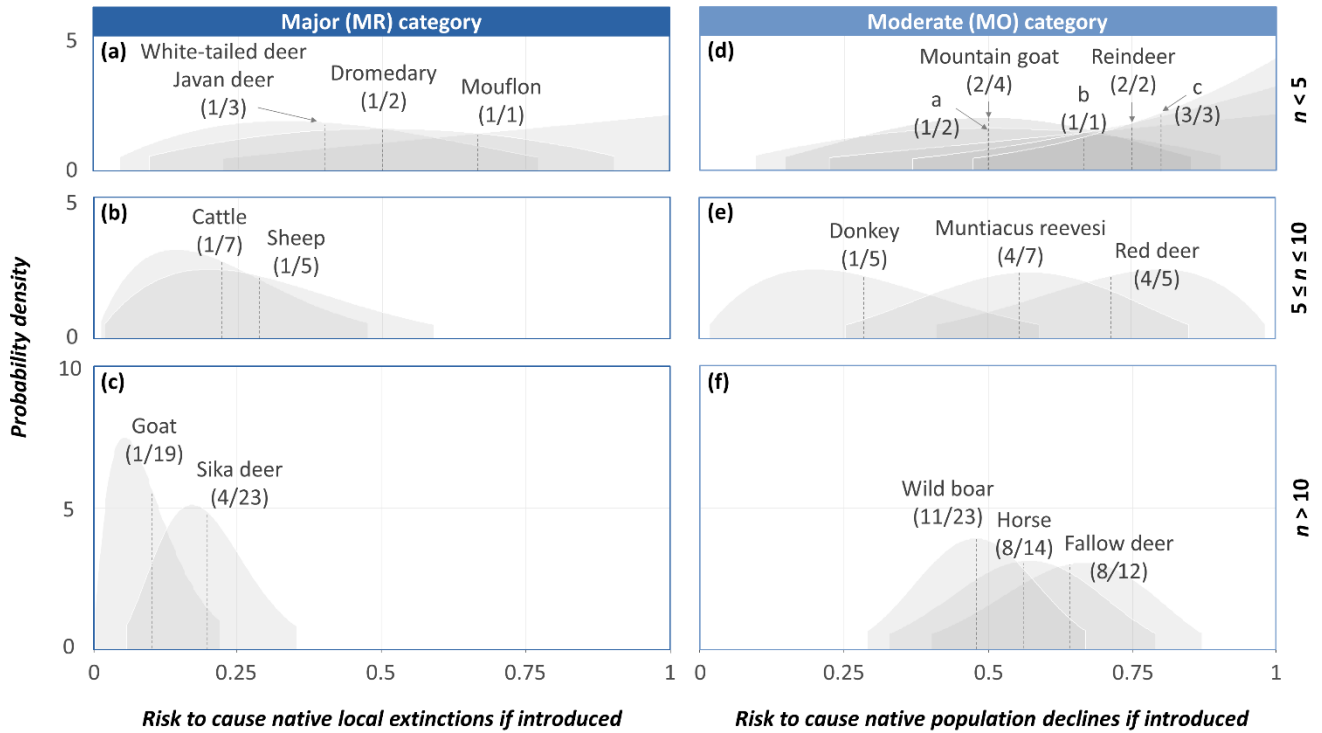 Major (MR) category
Moderate (MO) category
Probability density
5
0
(a)
White-tailed deer
Javan deer
(1/3)
Dromedary
(1/2)
Mouflon
(1/1)
(d)
Mountain goat
(2/4)
Reindeer
(2/2)
a
(1/2)
b
(1/1)
c
(3/3)
n < 5
5
0
(b)
Cattle
(1/7)
Sheep
(1/5)
(e)
Donkey
(1/5)
Muntiacus reevesi
(4/7)
Red deer
(4/5)
5 ≤ n ≤ 10
10
5
0
(c)
Goat
(1/19)
Sika deer
(4/23)
(f)
Wild boar
(11/23)
Horse
(8/14)
Fallow deer
(8/12)
n > 10
0 0.25 0.5 0.75 1
0 0.25 0.5 0.75 1
Risk to cause native local extinctions if introduced
Risk to cause native population declines if introduced